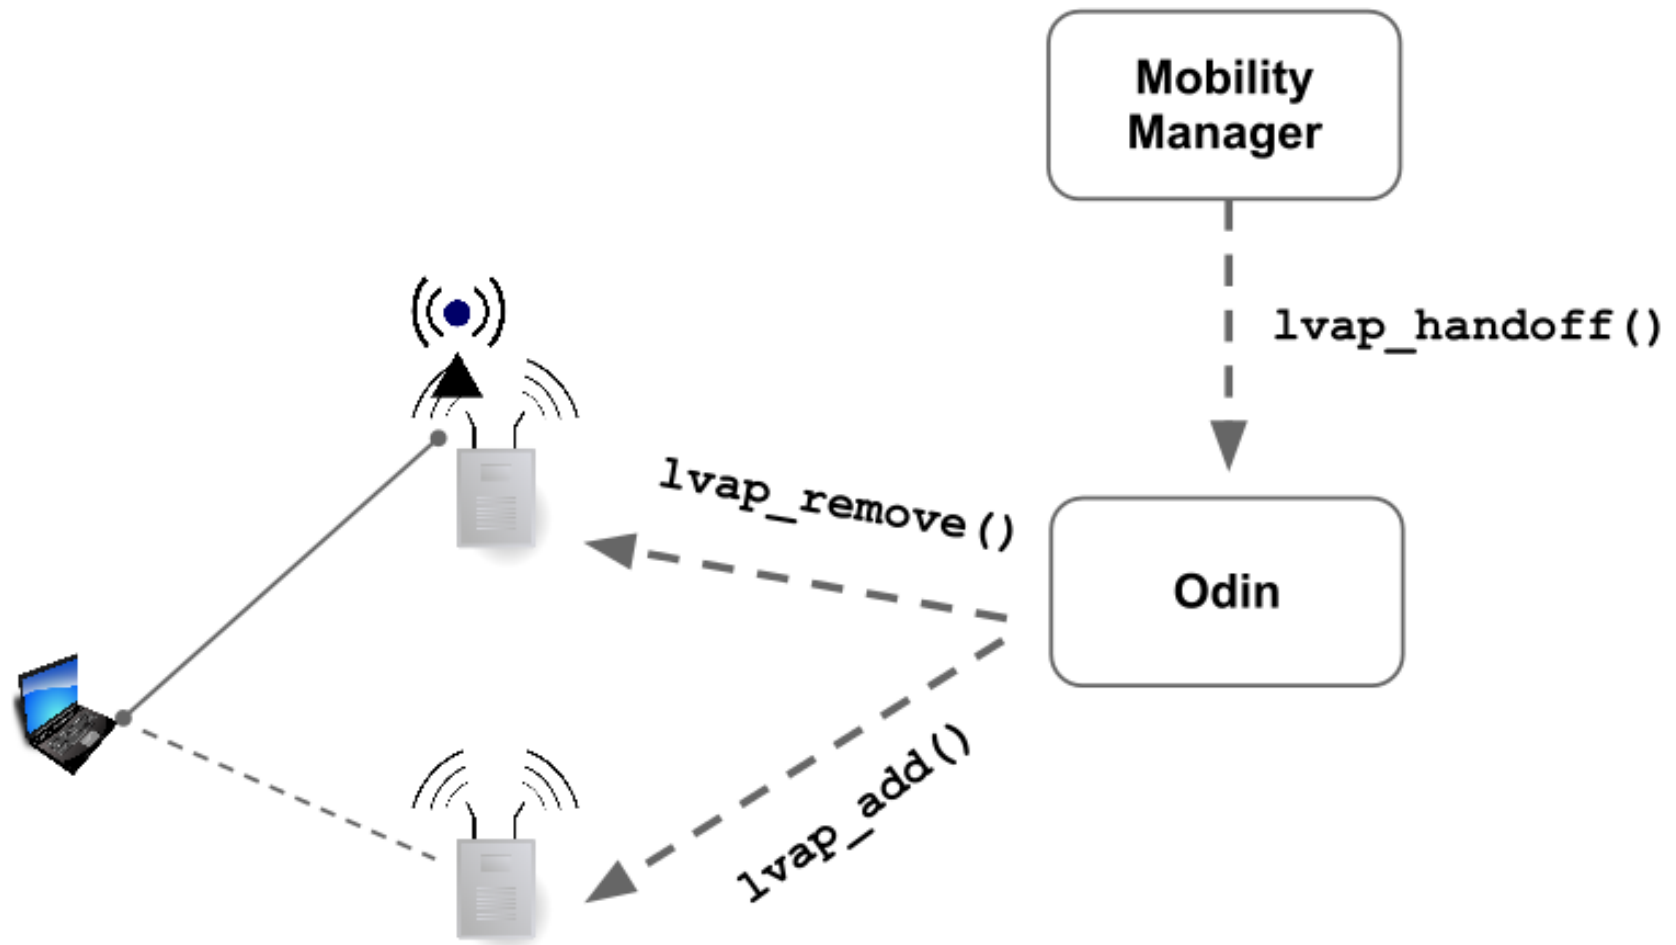 Mobility
Manager
lvap_handoff()
lvap_remove()
Odin
lvap_add()